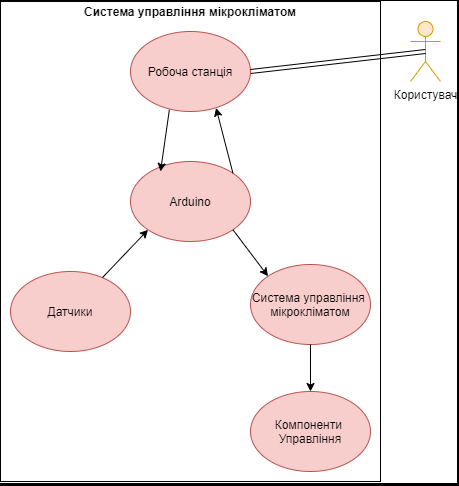 Система управління мікрокліматом
Робоча станція
Користувач
Arduino
Датчики
Система управління
мікрокліматом
Компоненти
Управління